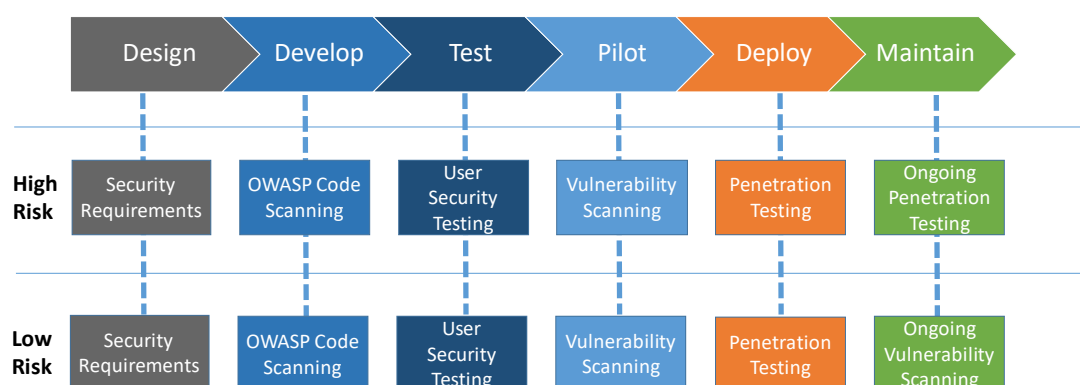 Design
Develop
Test
Pilot
Deploy
Maintain
High
Risk
Security
Requirements
OWASP Code
Scanning
User
Security
Testing
Vulnerability
Scanning
Penetration
Testing
Ongoing
Penetration
Testing
Low
Risk
Security
Requirements
OWASP Code
Scanning
User
Security
Testing
Vulnerability
Scanning
Penetration
Testing
Ongoing
Vulnerability
Scanning